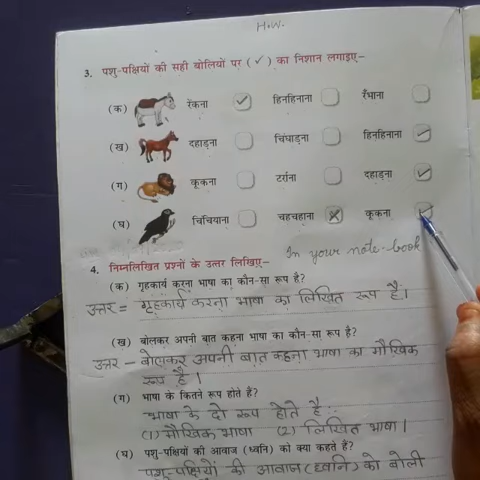 H.W.
3. पशु-पक्षियों की सही बोलियों पर (✓) का निशान लगाइए–
(क) रेंकना ✓ हिनहिनाना रँभाना
(ख) दहाड़ना चिंघाड़ना हिनहिनाना ✓
(ग) कूकना टर्राना दहाड़ना ✓
(घ) चिंचियाना चहचहाना कूकना ✓
In your note-book
4. निम्नलिखित प्रश्नों के उत्तर लिखिए–
(क) गृहकार्य करना भाषा का कौन-सा रूप है?
उत्तर = गृहकार्य करना भाषा का लिखित रूप है।
(ख) बोलकर अपनी बात कहना भाषा का कौन-सा रूप है?
उत्तर – बोलकर अपनी बात कहना भाषा का मौखिक
रूप है।
(ग) भाषा के कितने रूप होते हैं?
भाषा के दो रूप होते हैं :-
(1) मौखिक भाषा (2) लिखित भाषा।
(घ) पशु-पक्षियों की आवाज (ध्वनि) को क्या कहते हैं?
पशु-पक्षियों की आवाज (ध्वनि) को बोली